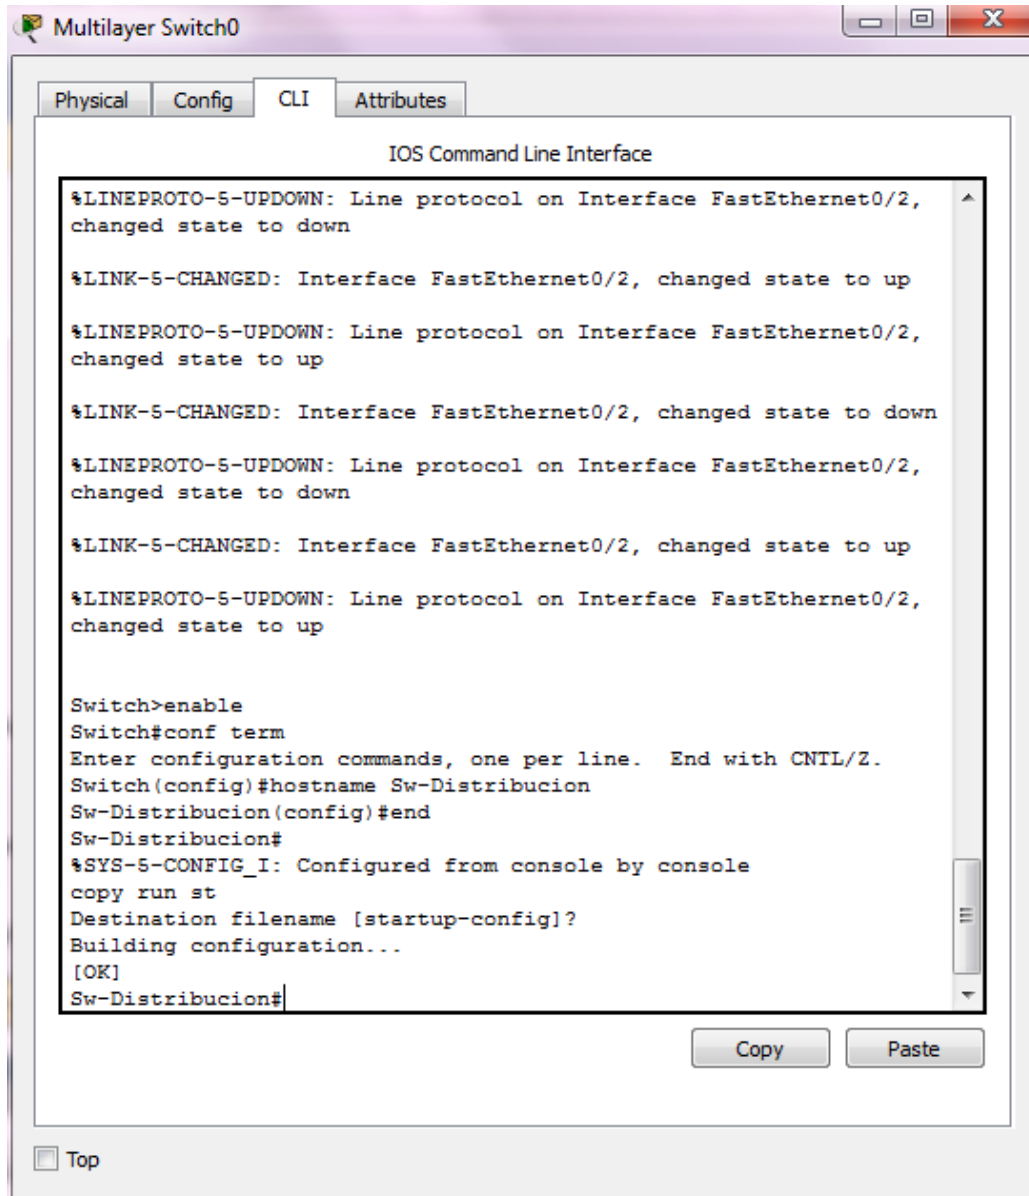 Multilayer Switch0
Physical Config CLI Attributes
IOS Command Line Interface
%LINEPROTO-5-UPDOWN: Line protocol on Interface FastEthernet0/2,
changed state to down
%LINK-5-CHANGED: Interface FastEthernet0/2, changed state to up
%LINEPROTO-5-UPDOWN: Line protocol on Interface FastEthernet0/2,
changed state to up
%LINK-5-CHANGED: Interface FastEthernet0/2, changed state to down
%LINEPROTO-5-UPDOWN: Line protocol on Interface FastEthernet0/2,
changed state to down
%LINK-5-CHANGED: Interface FastEthernet0/2, changed state to up
%LINEPROTO-5-UPDOWN: Line protocol on Interface FastEthernet0/2,
changed state to up
Switch>enable
Switch#conf term
Enter configuration commands, one per line.  End with CNTL/Z.
Switch(config)#hostname Sw-Distribucion
Sw-Distribucion(config)#end
Sw-Distribucion#
%SYS-5-CONFIG_I: Configured from console by console
copy run st
Destination filename [startup-config]?
Building configuration...
[OK]
Sw-Distribucion#
Copy Paste
Top